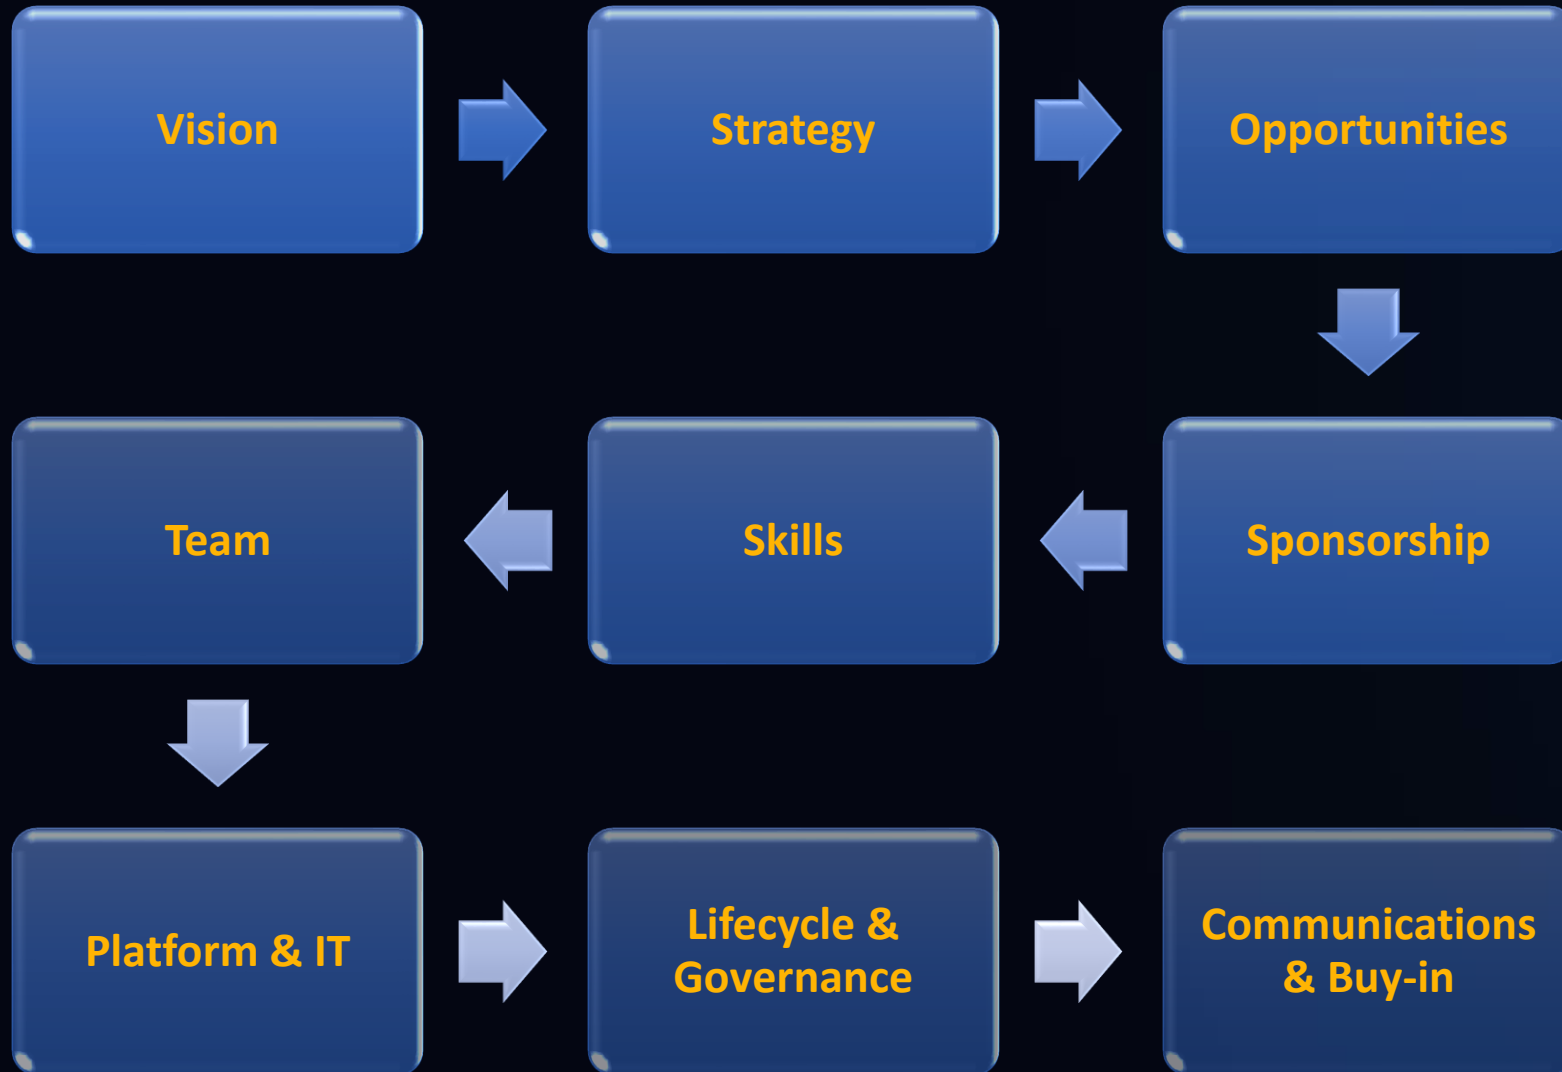 Vision
Strategy
Opportunities
Sponsorship
Skills
Team
Platform & IT
Lifecycle &
Governance
Communications
& Buy-in